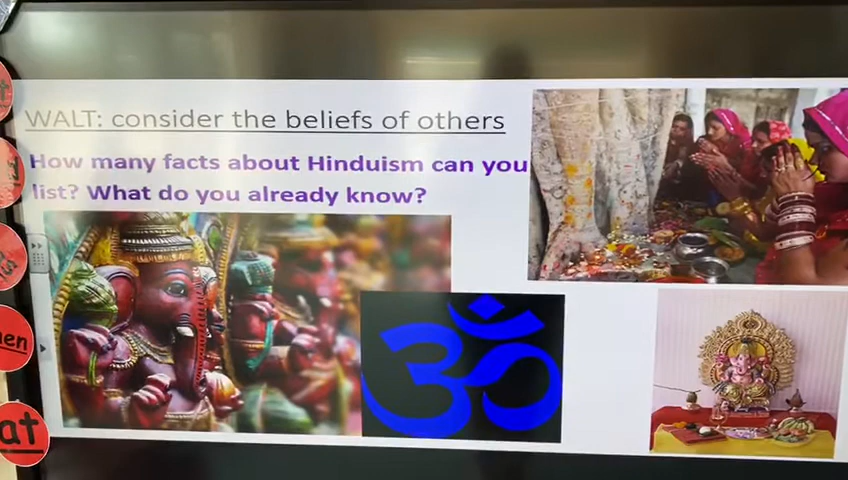 WALT: consider the beliefs of others
How many facts about Hinduism can you
list? What do you already know?
ॐ
at